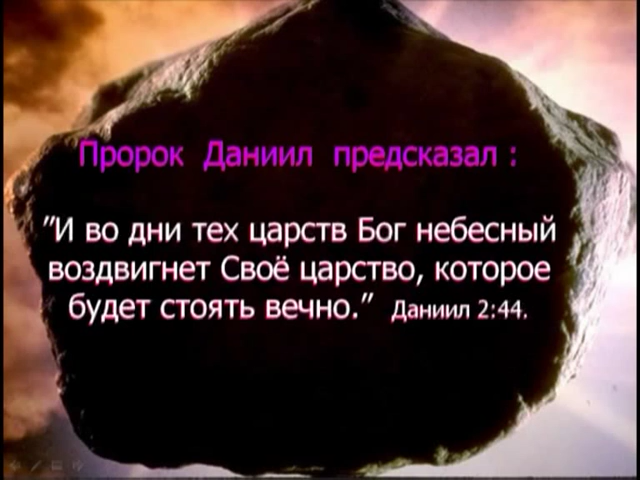 Пророк Даниил предсказал :
”И во дни тех царств Бог небесный
воздвигнет Своё царство, которое
будет стоять вечно.” Даниил 2:44.